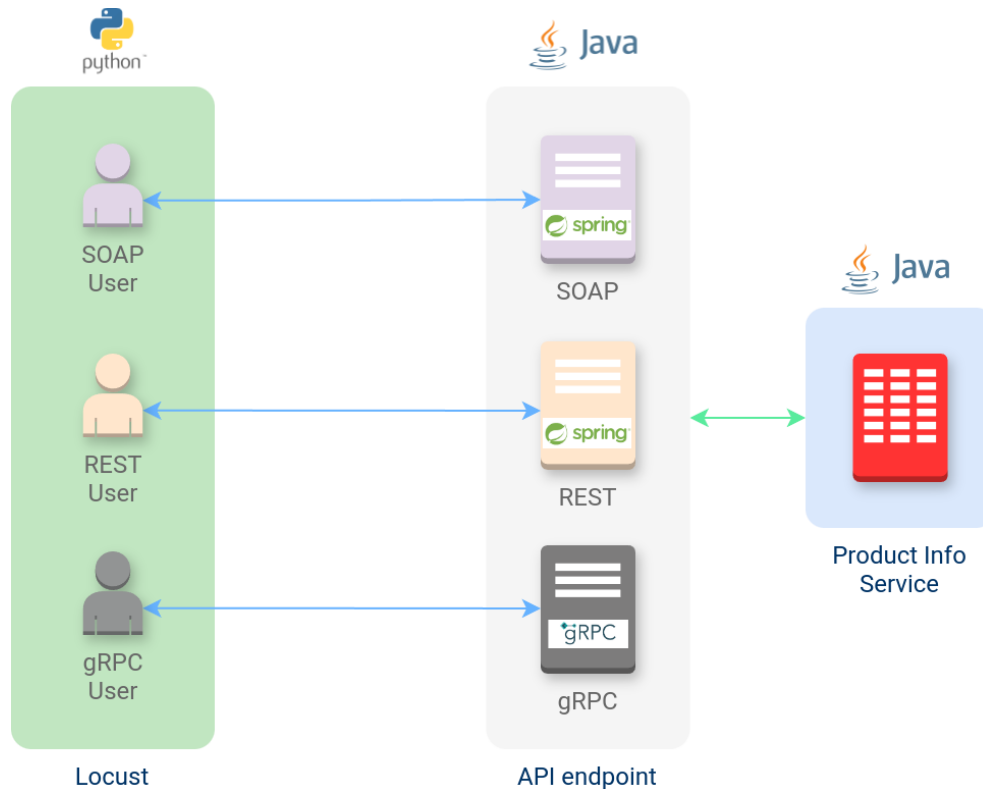 python
Java
SOAP
User
spring
SOAP
Java
REST
User
spring
REST
Product Info
Service
gRPC
User
gRPC
gRPC
Locust
API endpoint